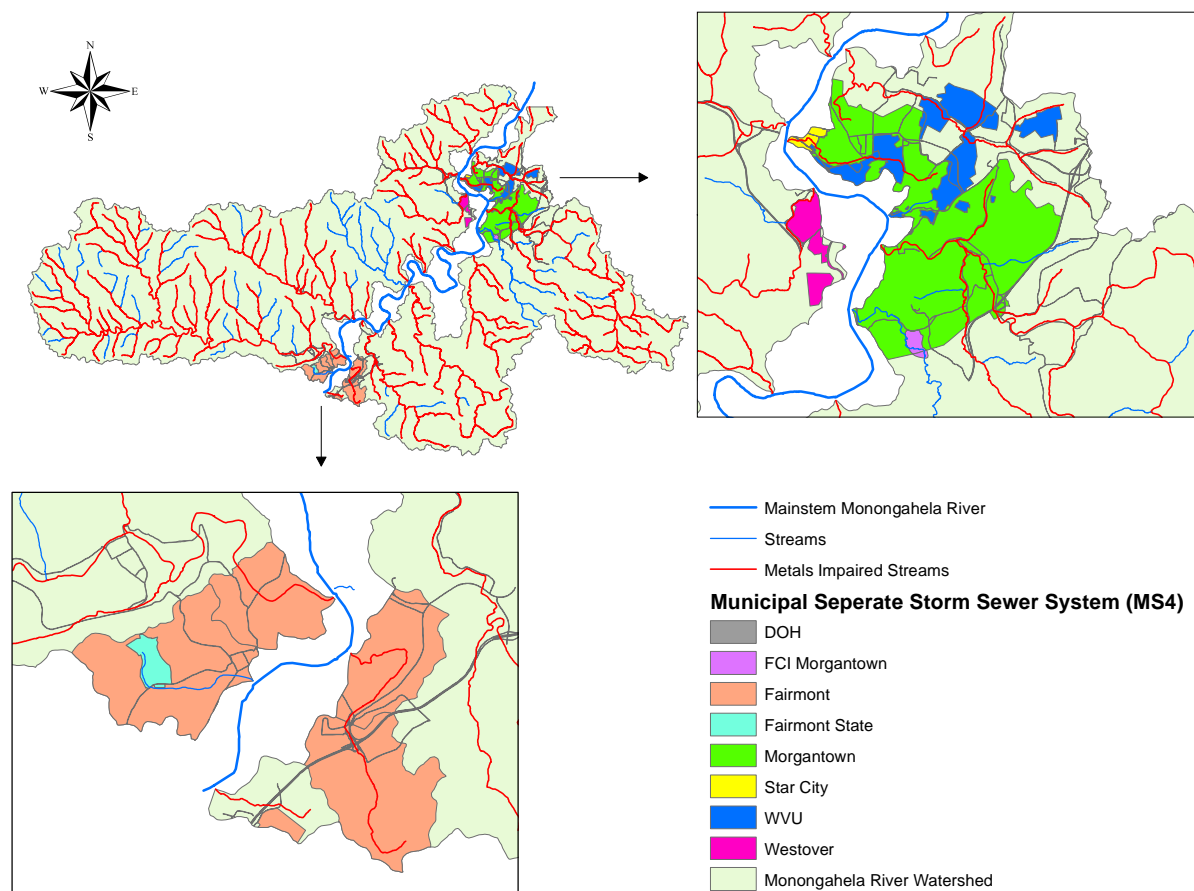 N
W
E
S
Mainstem Monongahela River
Streams
Metals Impaired Streams
Municipal Seperate Storm Sewer System (MS4)
DOH
FCI Morgantown
Fairmont
Fairmont State
Morgantown
Star City
WVU
Westover
Monongahela River Watershed